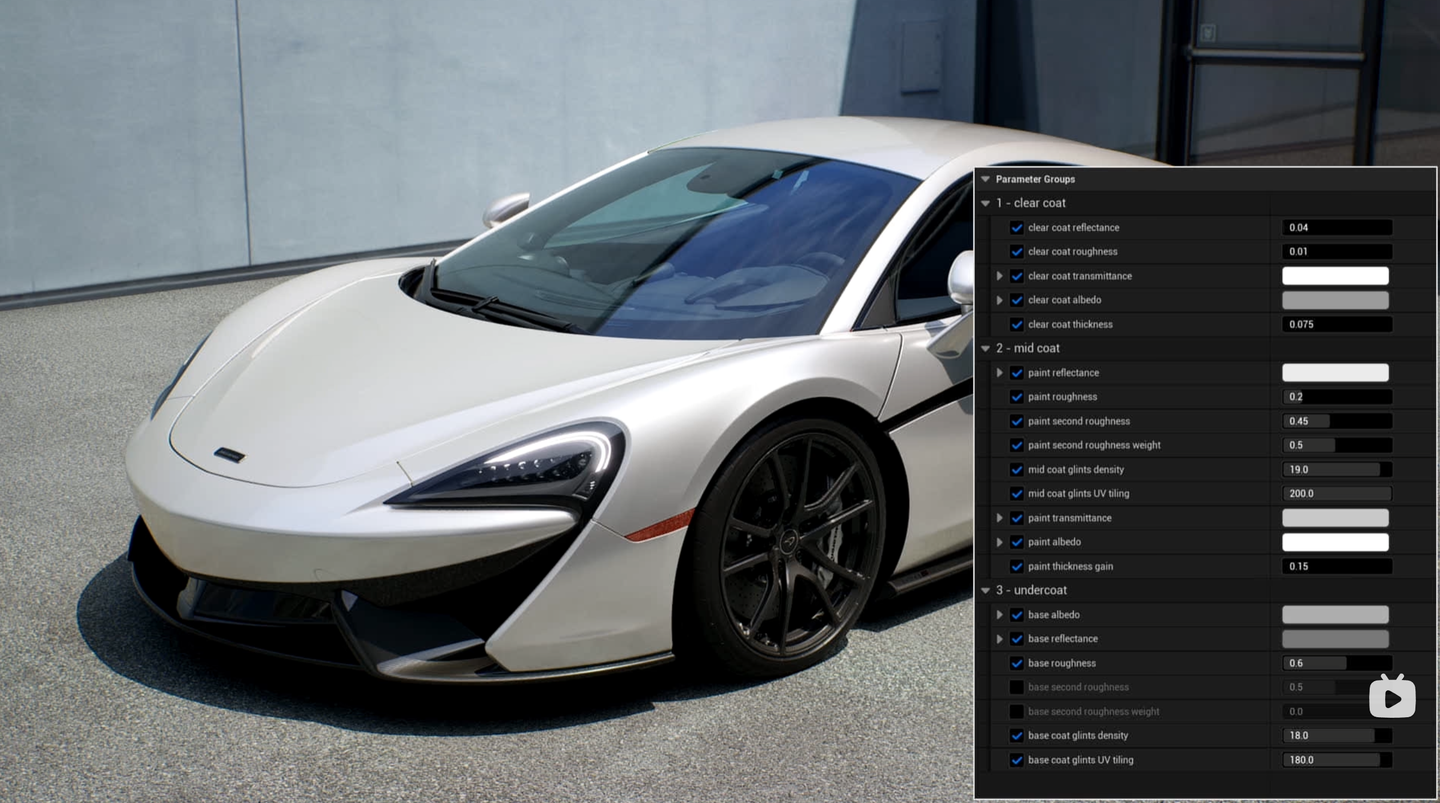 Parameter Groups
1 - clear coat
clear coat reflectance 0.04
clear coat roughness 0.01
clear coat transmittance
clear coat albedo
clear coat thickness 0.075
2 - mid coat
paint reflectance
paint roughness 0.2
paint second roughness 0.45
paint second roughness weight 0.5
mid coat glints density 19.0
mid coat glints UV tiling 200.0
paint transmittance
paint albedo
paint thickness gain 0.15
3 - undercoat
base albedo
base reflectance
base roughness 0.6
base second roughness 0.5
base second roughness weight 0.0
base coat glints density 18.0
base coat glints UV tiling 180.0